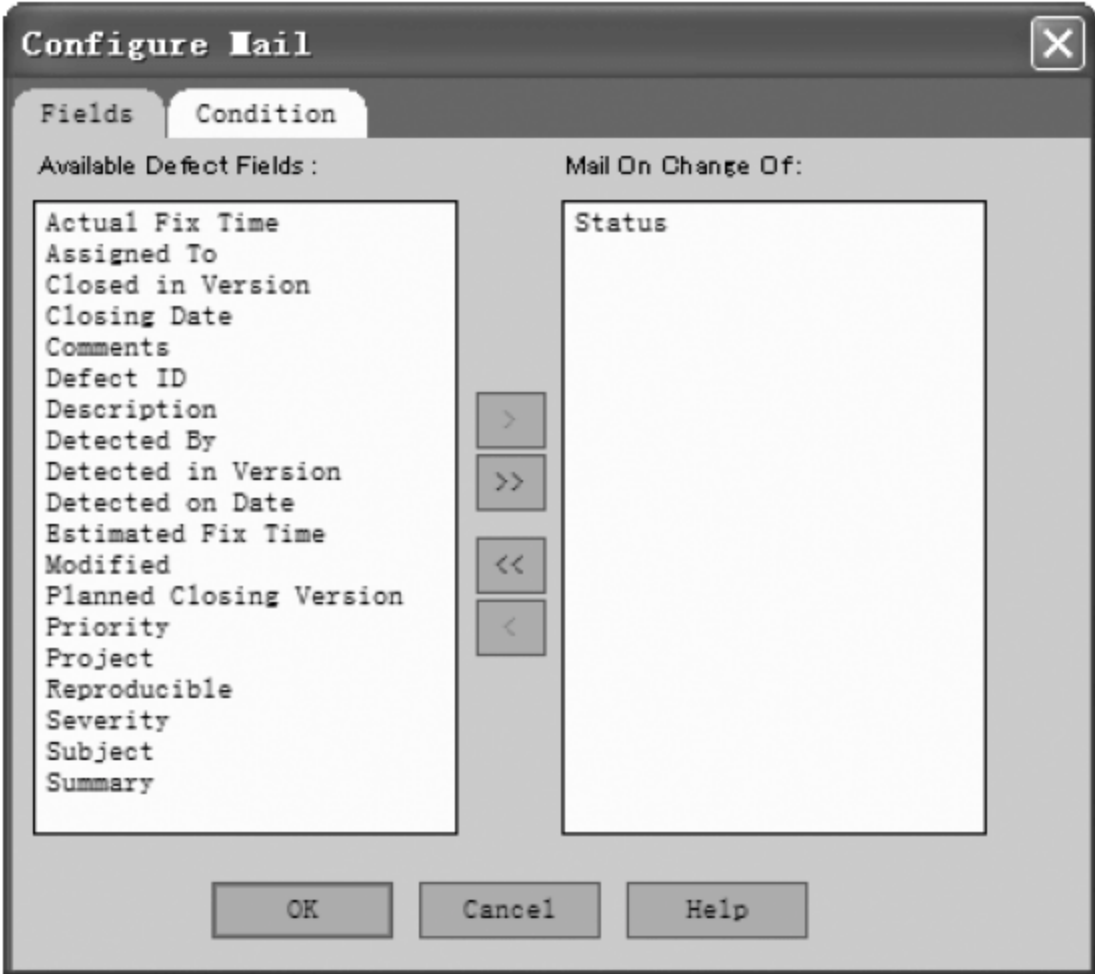 Configure Mail
Fields
Condition
Available Defect Fields :
Mail On Change Of:
Actual Fix Time
Assigned To
Closed in Version
Closing Date
Comments
Defect ID
Description
Detected By
Detected in Version
Detected on Date
Estimated Fix Time
Modified
Planned Closing Version
Priority
Project
Reproducible
Severity
Subject
Summary
>
>>
<<
<
Status
OK
Cancel
Help